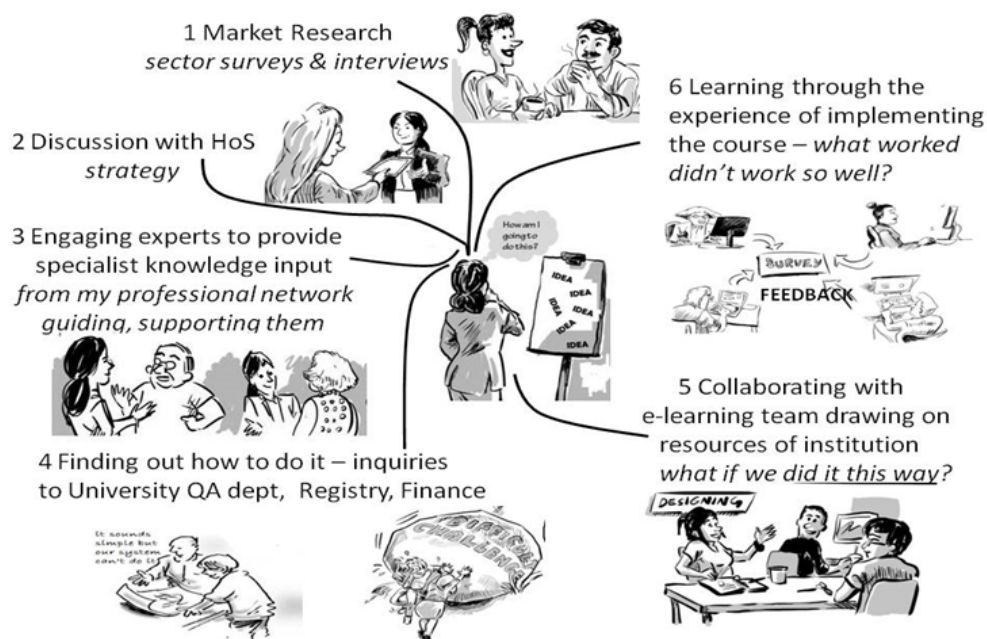 1 Market Research
sector surveys & interviews
2 Discussion with HoS
strategy
3 Engaging experts to provide
specialist knowledge input
from my professional network
guiding, supporting them
4 Finding out how to do it – inquiries
to University QA dept, Registry, Finance
It sounds
simple but
our system
can't do it
DIFFICULT
CHALLENGE
How am I
going to
do this?
IDEA
IDEA
IDEA
IDEA
IDEA
IDEA
5 Collaborating with
e-learning team drawing on
resources of institution
what if we did it this way?
DESIGNING
6 Learning through the
experience of implementing
the course – what worked
didn't work so well?
SURVEY
FEEDBACK